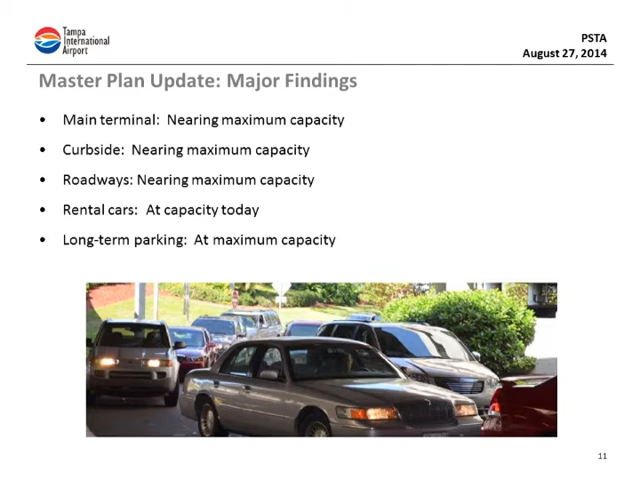 Tampa
International
Airport
PSTA
August 27, 2014
Master Plan Update: Major Findings
• Main terminal: Nearing maximum capacity
• Curbside: Nearing maximum capacity
• Roadways: Nearing maximum capacity
• Rental cars: At capacity today
• Long-term parking: At maximum capacity
11